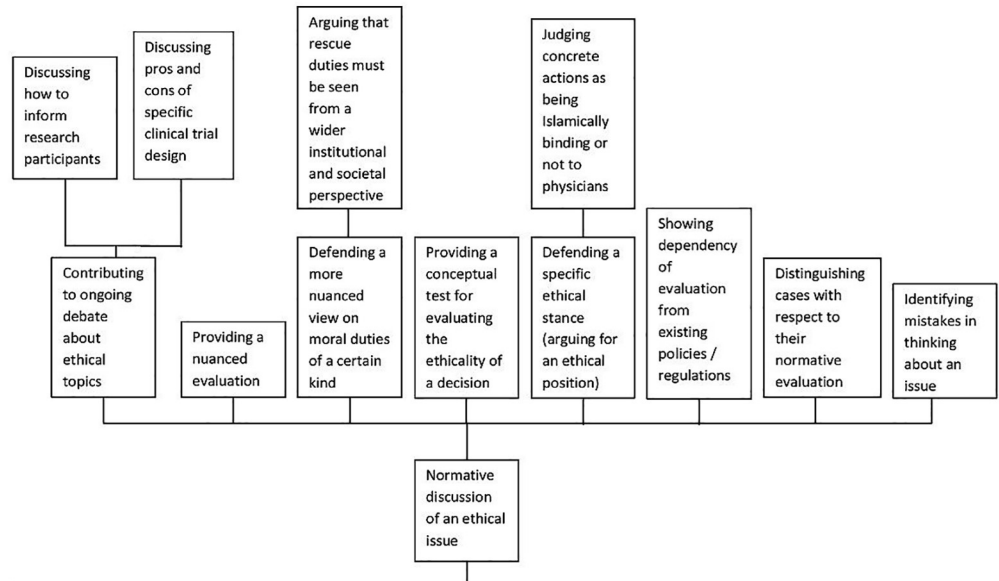 Discussing
how to
inform
research
participants
Discussing
pros and
cons of
specific
clinical trial
design
Arguing that
rescue
duties must
be seen
from a
wider
institutional
and societal
perspective
Judging
concrete
actions as
being
Islamically
binding or
not to
physicians
Contributing
to ongoing
debate
about
ethical
topics
Providing a
nuanced
evaluation
Defending a
more
nuanced
view on
moral duties
of a certain
kind
Providing a
conceptual
test for
evaluating
the
ethicality of
a decision
Defending a
specific
ethical
stance
(arguing for
an ethical
position)
Showing
dependency
of
evaluation
from
existing
policies /
regulations
Distinguishing
cases with
respect to
their
normative
evaluation
Identifying
mistakes in
thinking
about an
issue
Normative
discussion
of an ethical
issue